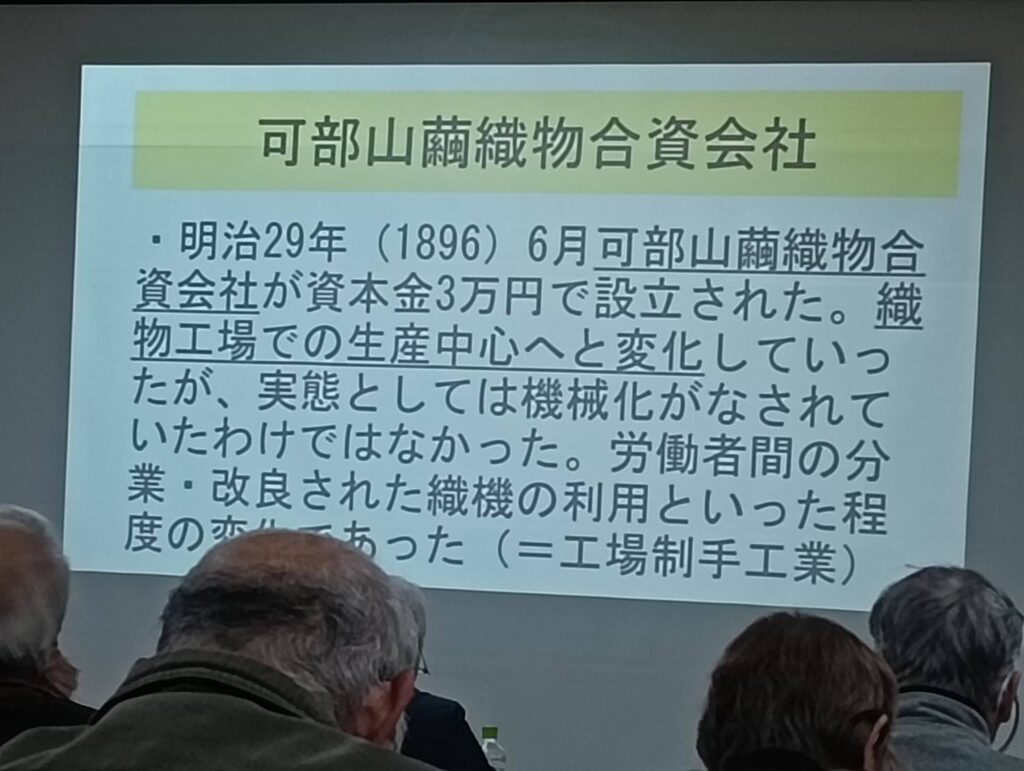 可部山繭織物合資会社
・明治29年（1896）6月可部山繭織物合
資会社が資本金3万円で設立された。織
物工場での生産中心へと変化していっ
たが、実態としては機械化がなされて
いたわけではなかった。労働者間の分
業・改良された織機の利用といった程
度の変化であった（＝工場制手工業）